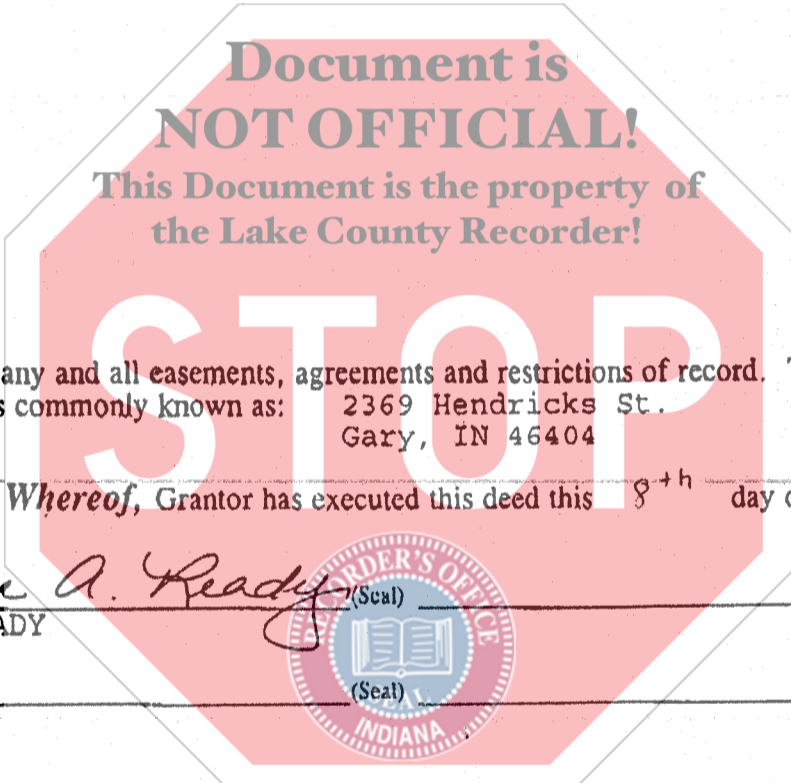 Document is
NOT OFFICIAL!
This Document is the property of
the Lake County Recorder!
STOP
any and all easements, agreements and restrictions of record.
s commonly known as: 2369 Hendricks St.
Gary, IN 46404
Whereof, Grantor has executed this deed this 8th day
e A. Ready (Seal)
ADY
(Seal)
RECORDER'S OFFICE
SEAL
INDIANA